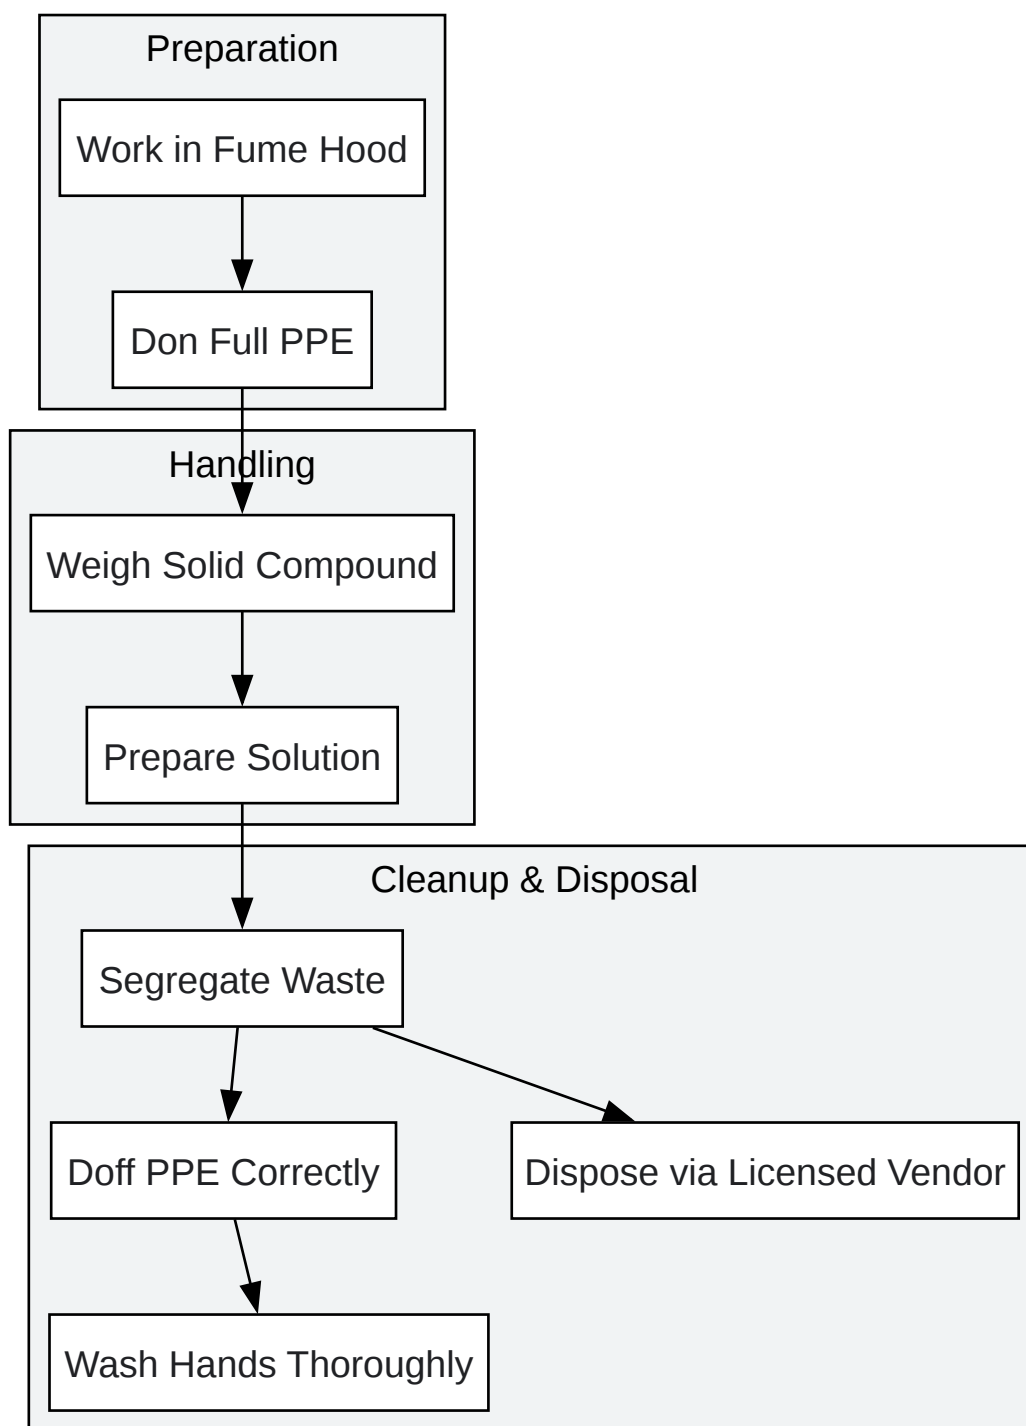 Preparation
Work in Fume Hood
Don Full PPE
Handling
Weigh Solid Compound
Prepare Solution
Cleanup & Disposal
Segregate Waste
Doff PPE Correctly
Dispose via Licensed Vendor
Wash Hands Thoroughly